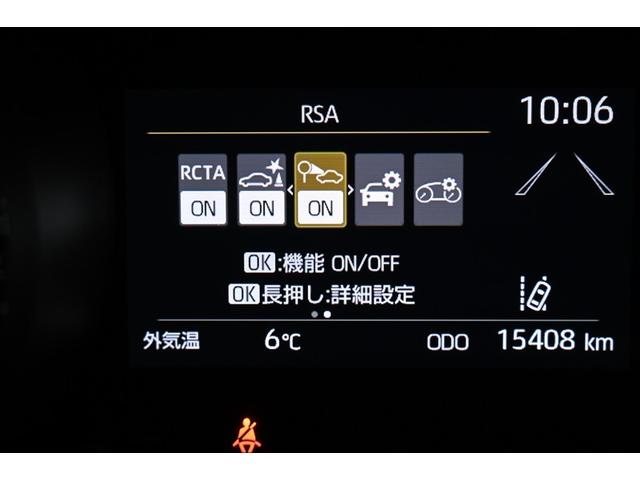 RSA
10:06
RCTA
ON ON ON
OK:機能 ON/OFF
OK長押し:詳細設定
外気温 6℃ ODO 15408 km